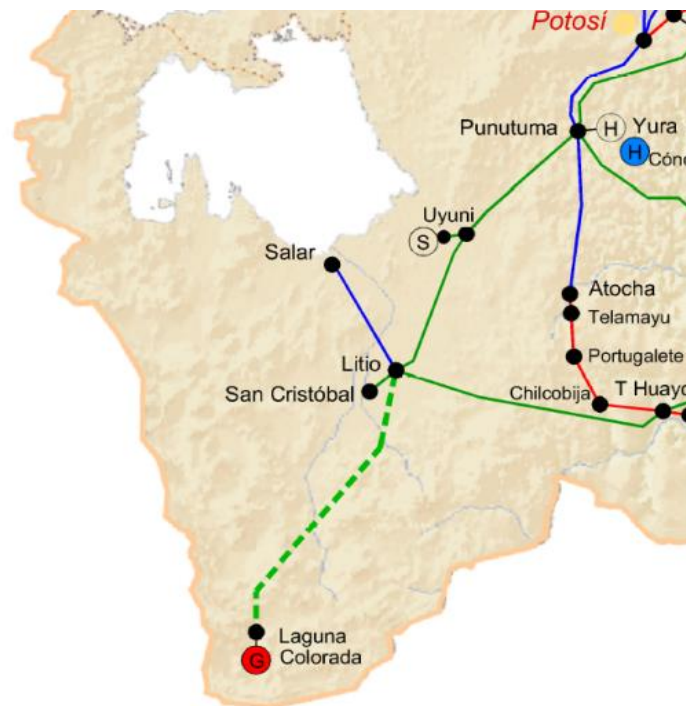 Potosí
Punutuma
H
Yura
H
Uyuni
S
Salar
Atocha
Telamayu
Litio
Portugalete
San Cristóbal
Chilcobija
Laguna
Colorada
G